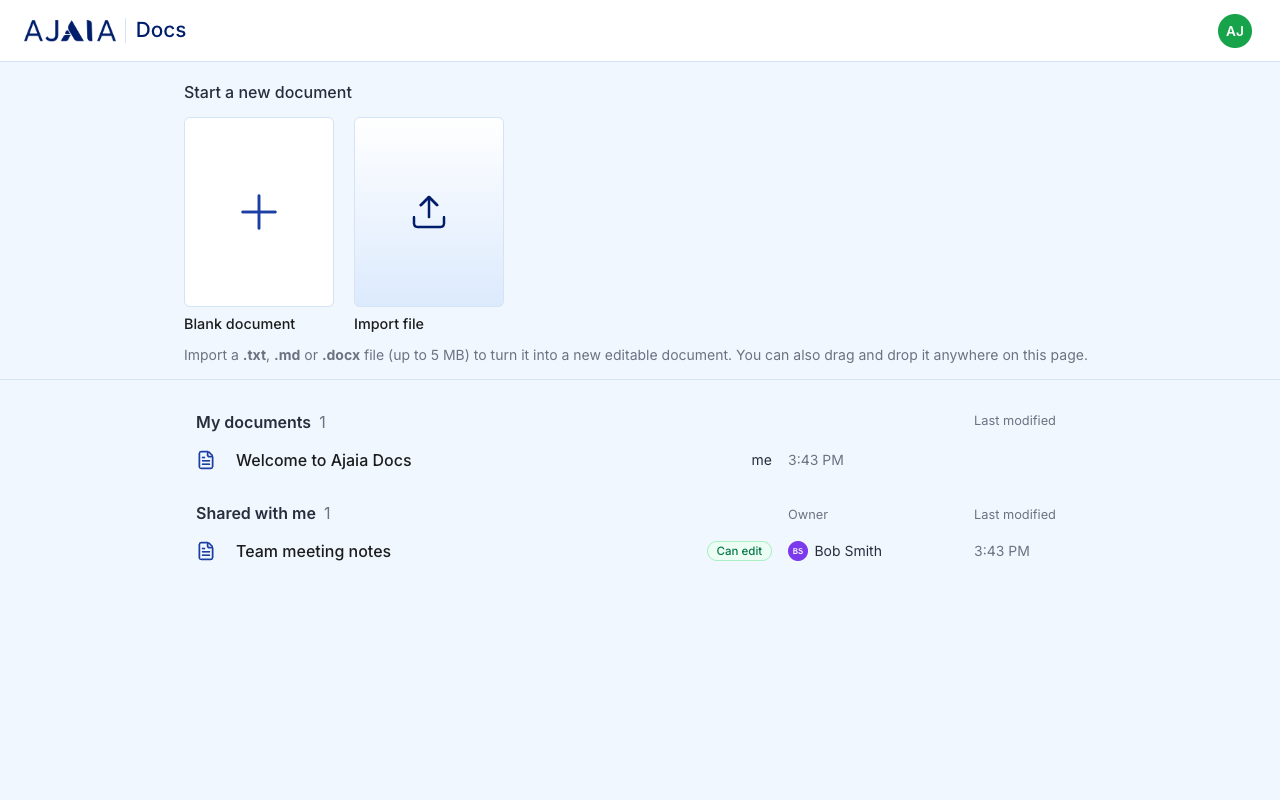 AJAIA Docs AJ
Start a new document
Blank document Import file
Import a .txt, .md or .docx file (up to 5 MB) to turn it into a new editable document. You can also drag and drop it anywhere on this page.
My documents 1 Last modified
Welcome to Ajaia Docs me 3:43 PM
Shared with me 1 Owner Last modified
Team meeting notes Can edit BS Bob Smith 3:43 PM